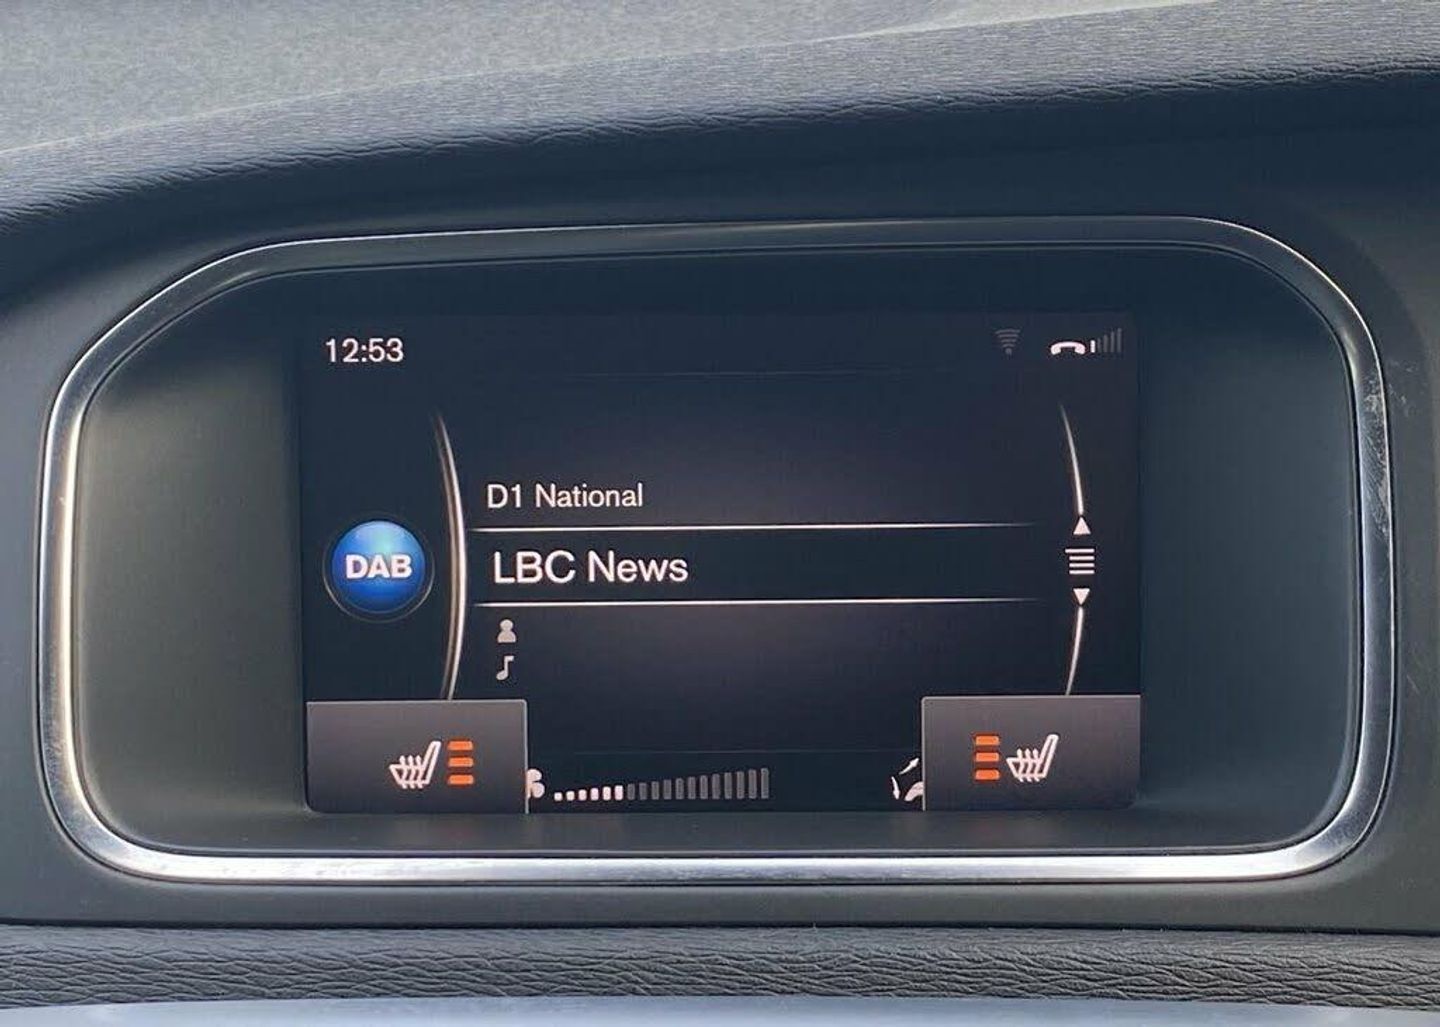 12:53
D1 National
DAB
LBC News